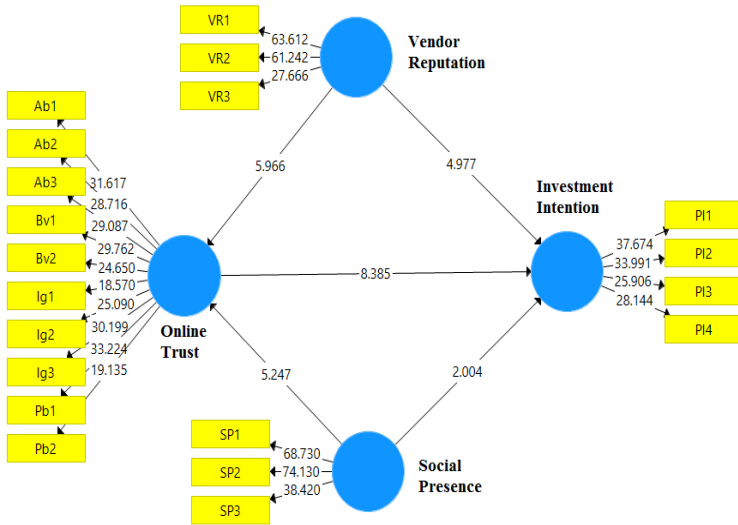 VR1
63.612
VR2
61.242
27.666
VR3
Vendor
Reputation
Ab1
Ab2
Ab3
Bv1
Bv2
Ig1
Ig2
Ig3
Pb1
Pb2
31.617
28.716
29.087
29.762
24.650
18.570
25.090
30.199
33.224
19.135
Online
Trust
5.966
4.977
8.385
5.247
2.004
Investment
Intention
37.674
33.991
25.906
28.144
PI1
PI2
PI3
PI4
SP1
SP2
SP3
68.730
74.130
38.420
Social
Presence